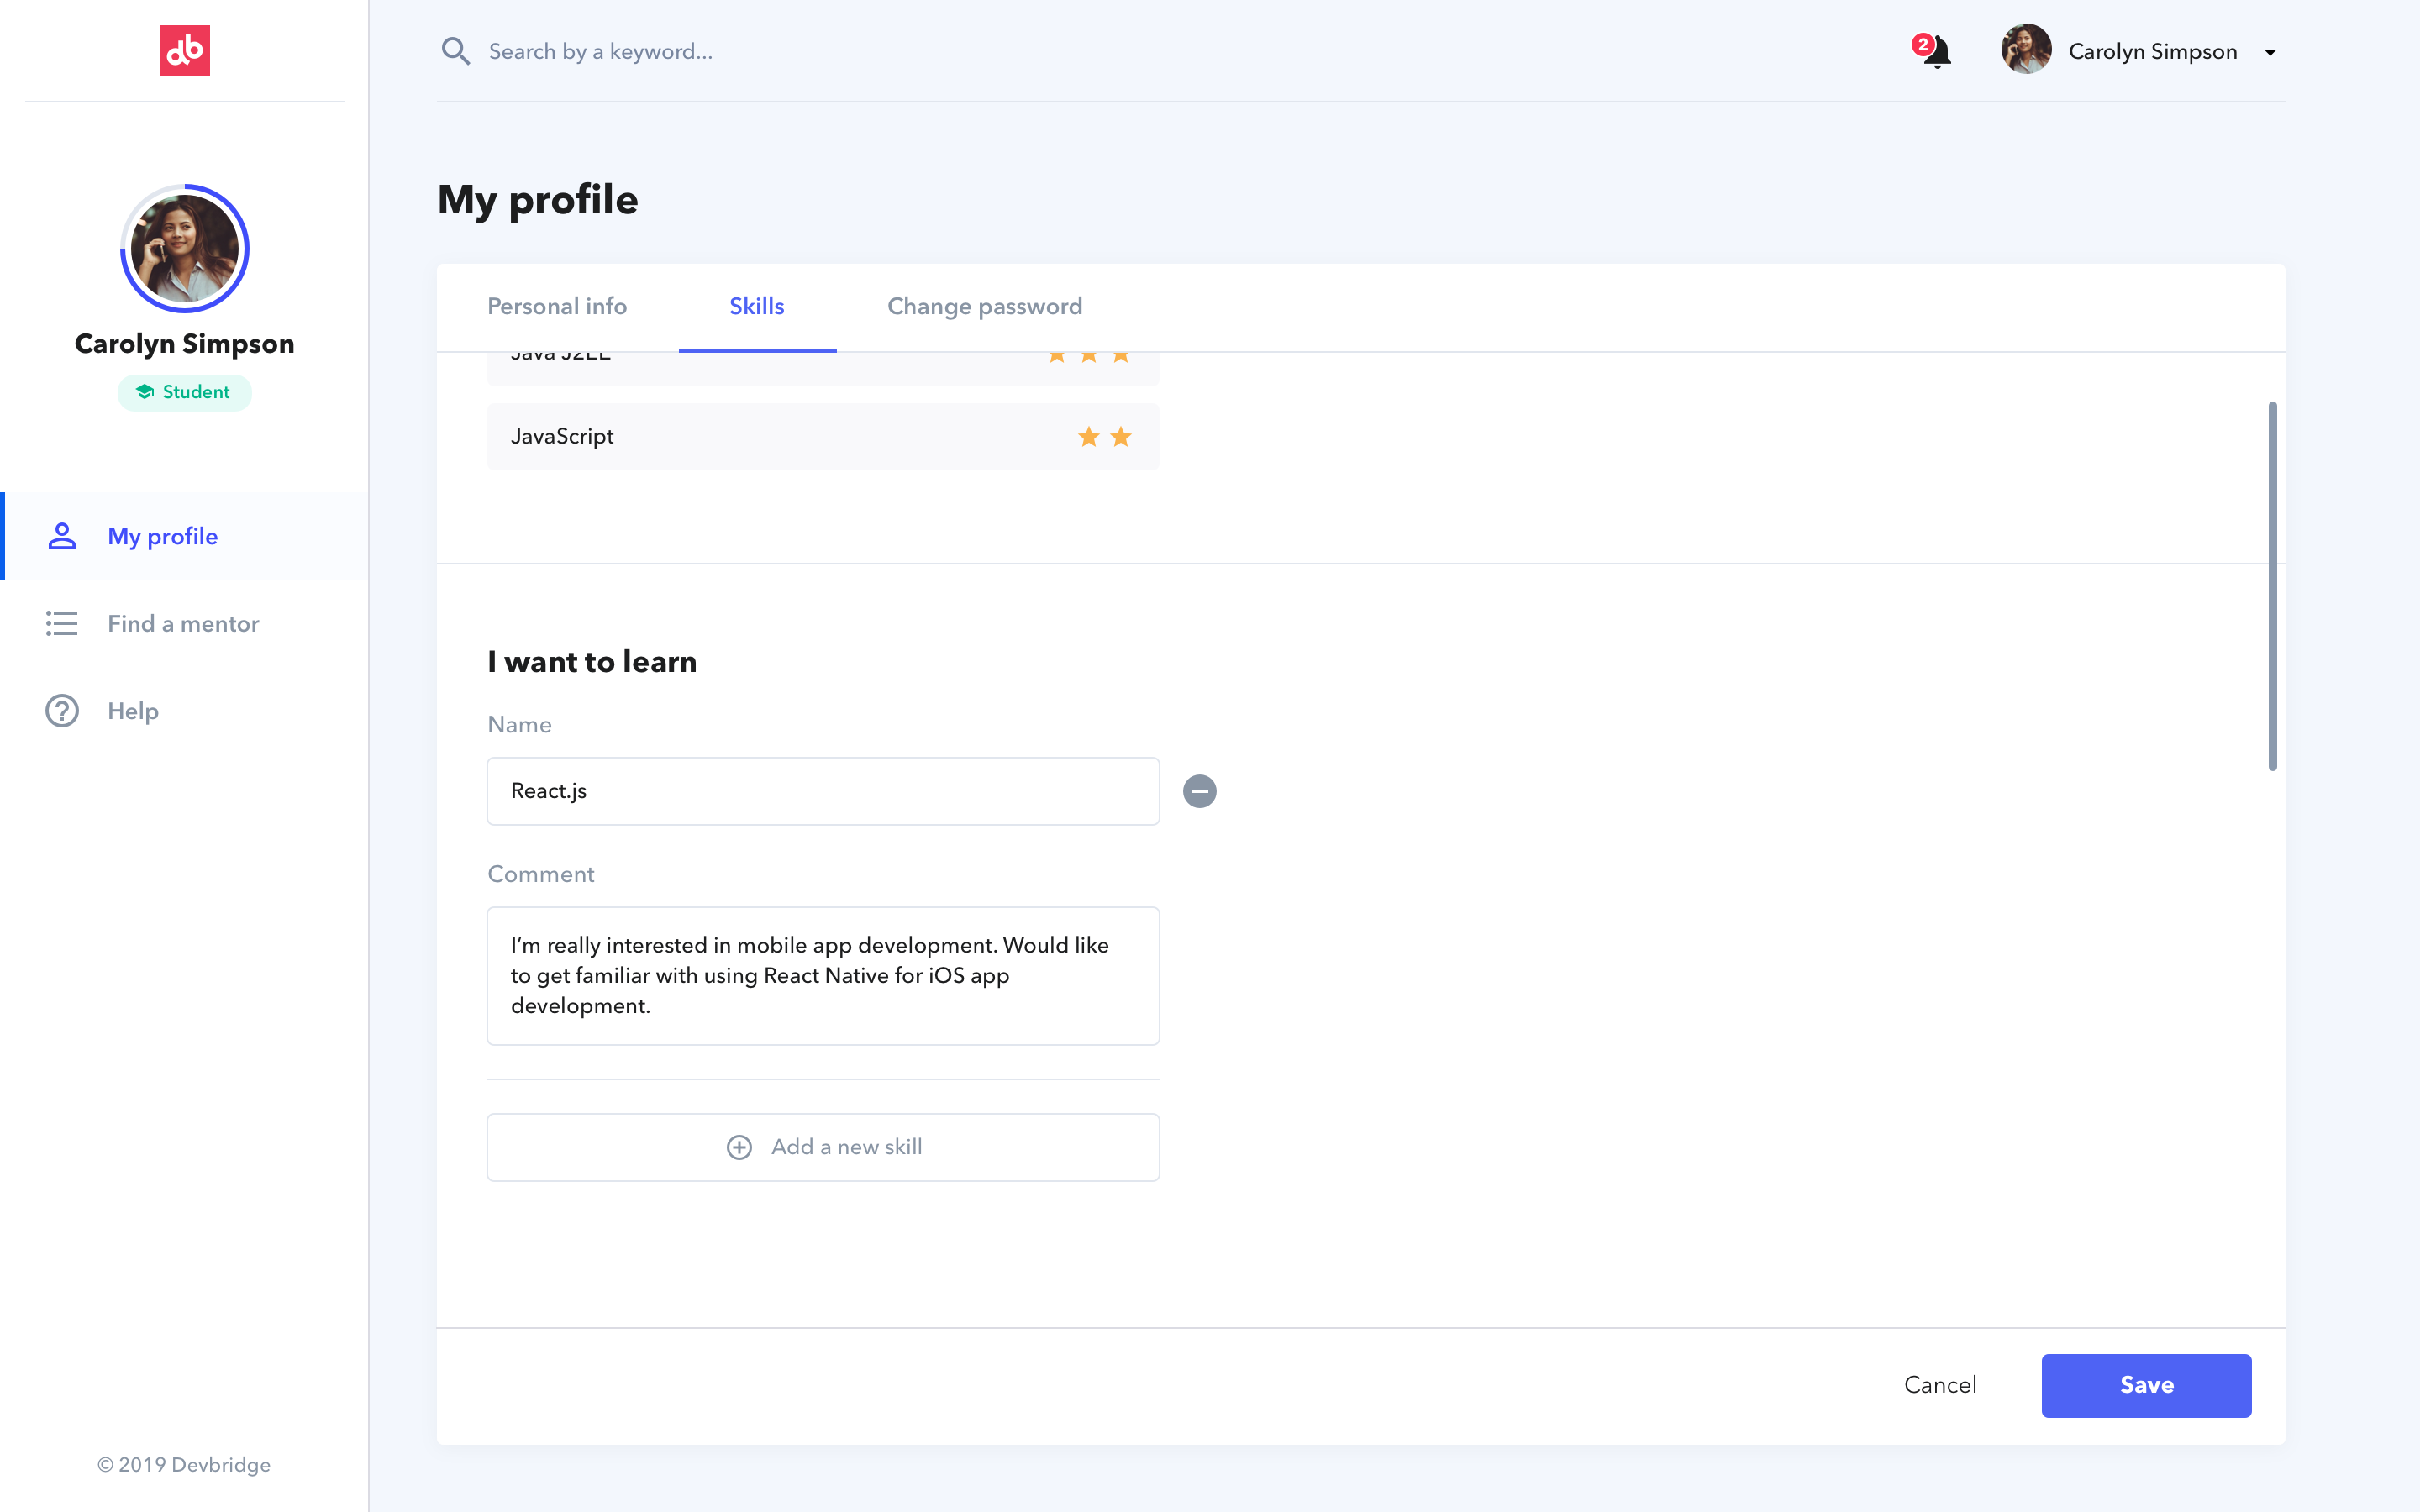 db
Search by a keyword...
2
Carolyn Simpson
My profile
Carolyn Simpson
Student
My profile
Find a mentor
Help
© 2019 Devbridge
Personal info
Skills
Change password
Java J2EE
JavaScript
I want to learn
Name
React.js
Comment
I’m really interested in mobile app development. Would like
to get familiar with using React Native for iOS app
development.
Add a new skill
Cancel
Save